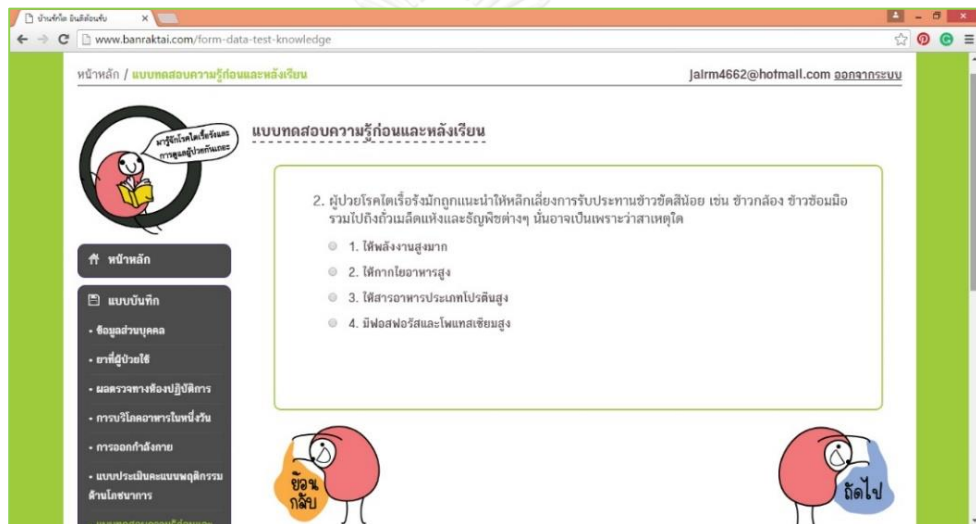 บ้านรักไต อินส์ต้อนรับ
www.banraktai.com/form-data-test-knowledge
หน้าหลัก / แบบทดสอบความรู้ก่อนและหลังเรียน
jairm4662@hotmail.com ออกจากระบบ
มารู้จักโรคไตเรื้อรังและ
การดูแลผู้ป่วยกันเถอะ
แบบทดสอบความรู้ก่อนและหลังเรียน
2. ผู้ป่วยโรคไตเรื้อรังมักถูกแนะนำให้หลีกเลี่ยงการรับประทานข้าวขัดสีน้อย เช่น ข้าวกล้อง ข้าวซ้อมมือ
รวมไปถึงถั่วเมล็ดแห้งและธัญพืชต่างๆ นั่นอาจเป็นเพราะว่าสาเหตุใด
1. ให้พลังงานสูงมาก
2. ให้กากใยอาหารสูง
3. ให้สารอาหารประเภทโปรตีนสูง
4. มีฟอสฟอรัสและโพแทสเซียมสูง
หน้าหลัก
แบบบันทึก
- ข้อมูลส่วนบุคคล
- ยาที่ผู้ป่วยใช้
- ผลตรวจทางห้องปฏิบัติการ
- การบริโภคอาหารในหนึ่งวัน
- การออกกำลังกาย
- แบบประเมินคะแนนพฤติกรรม
ด้านโภชนาการ
- แบบทดสอบความรู้ก่อนและ
ย้อน
กลับ
ถัดไป